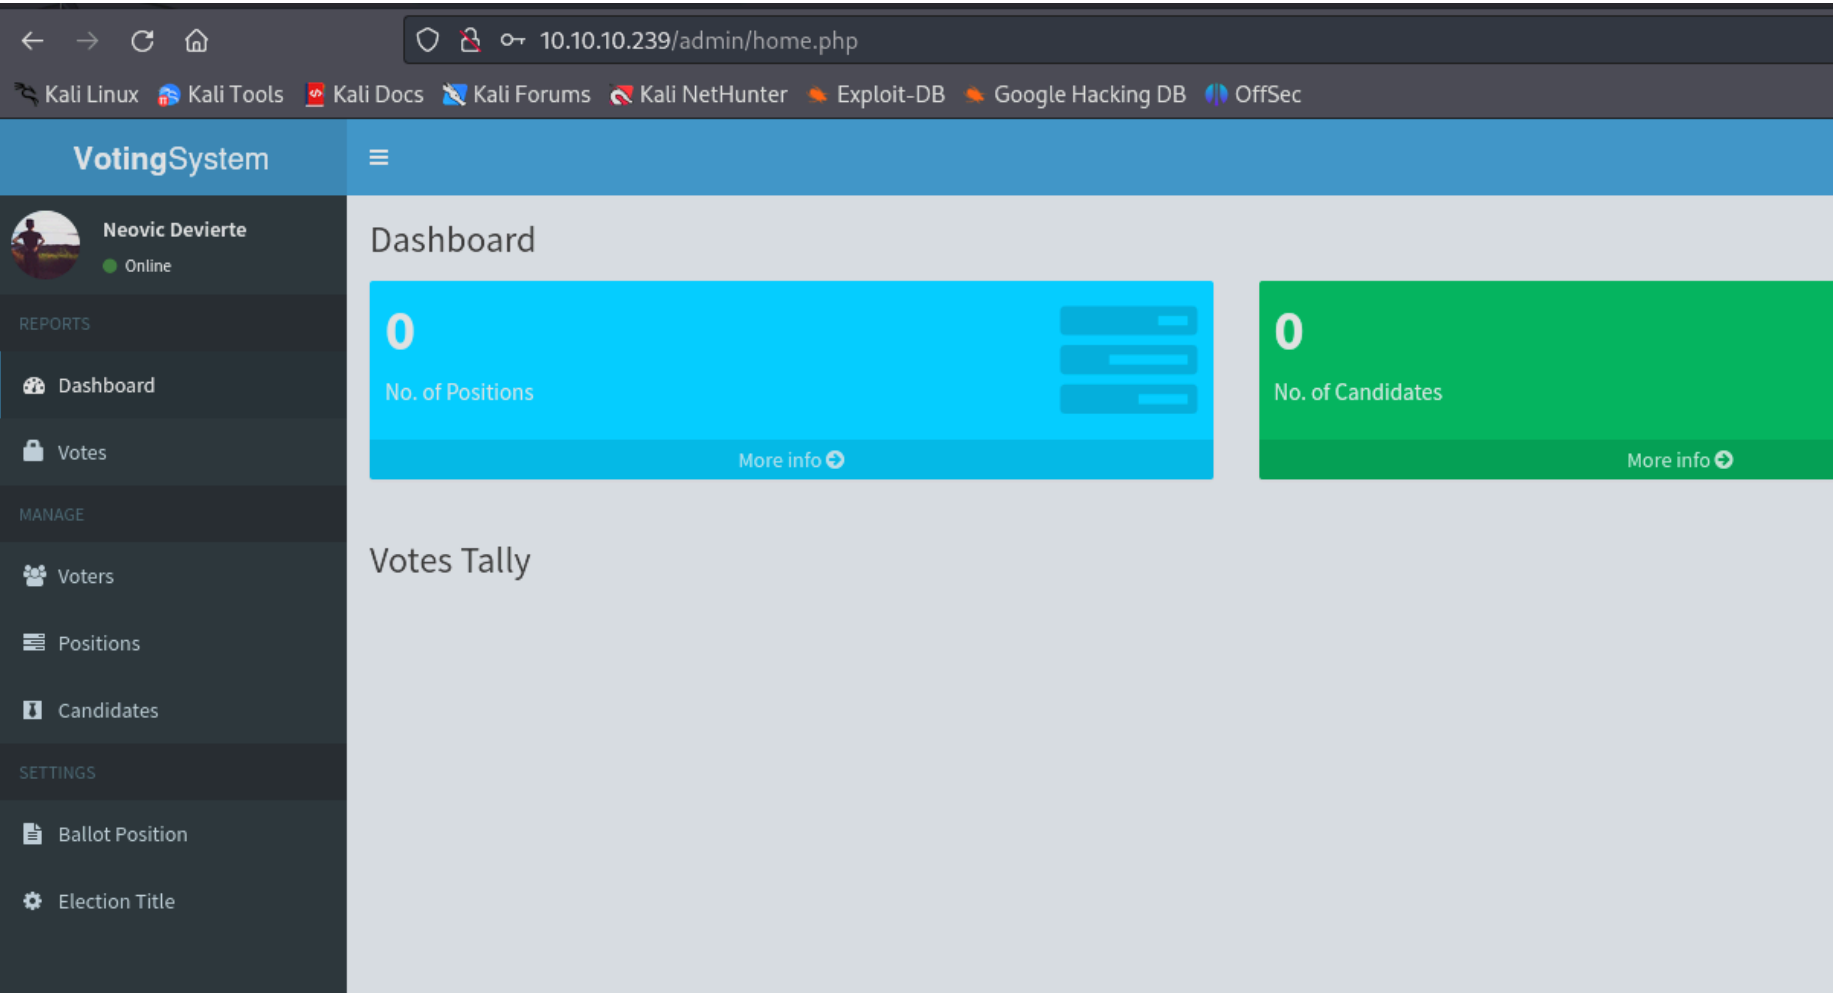 10.10.10.239/admin/home.php
Kali Linux Kali Tools Kali Docs Kali Forums Kali NetHunter Exploit-DB Google Hacking DB OffSec
VotingSystem
Neovic Devierte
Online
REPORTS
Dashboard
Votes
MANAGE
Voters
Positions
Candidates
SETTINGS
Ballot Position
Election Title
Dashboard
0
No. of Positions
More info
0
No. of Candidates
More info
Votes Tally